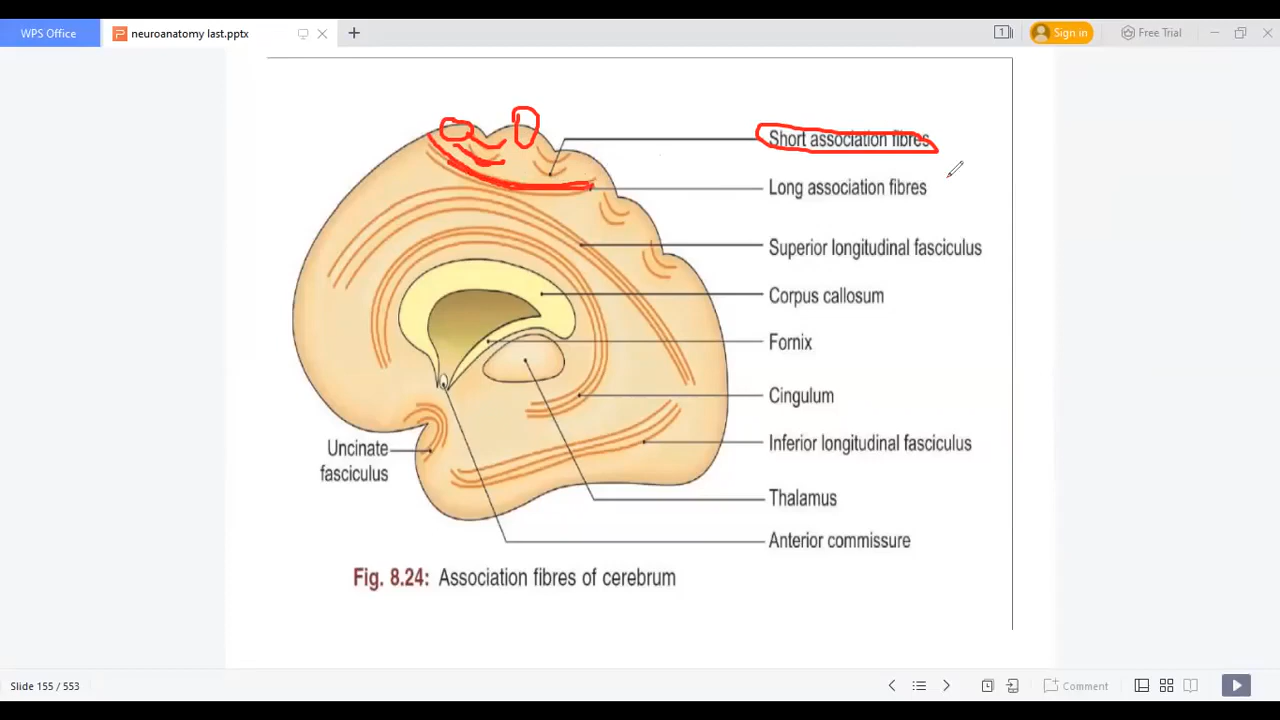 WPS Office
neuroanatomy last.pptx
1
Sign in
Free Trial
Short association fibres
Long association fibres
Superior longitudinal fasciculus
Corpus callosum
Fornix
Cingulum
Inferior longitudinal fasciculus
Uncinate
fasciculus
Thalamus
Anterior commissure
Fig. 8.24: Association fibres of cerebrum
Slide 155 / 553
Comment